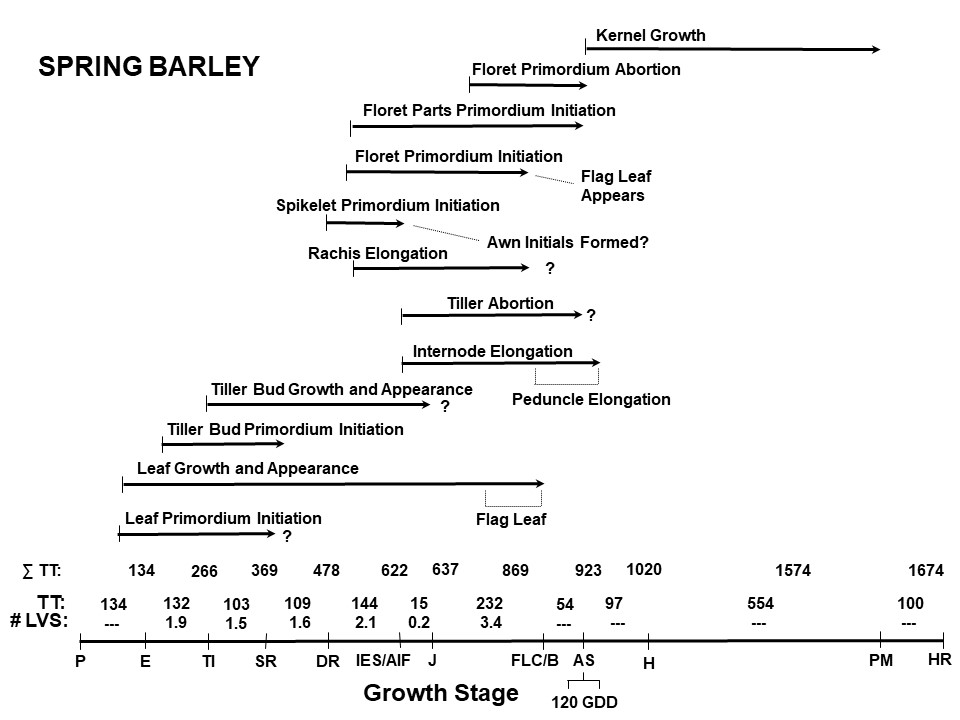 Kernel Growth
SPRING BARLEY
Floret Primordium Abortion
Floret Parts Primordium Initiation
Floret Primordium Initiation
Flag Leaf
Appears
Spikelet Primordium Initiation
Awn Initials Formed?
Rachis Elongation
?
Tiller Abortion
?
Internode Elongation
Peduncle Elongation
Tiller Bud Growth and Appearance
?
Tiller Bud Primordium Initiation
Leaf Growth and Appearance
Flag Leaf
Leaf Primordium Initiation
?
∑ TT: 134 266 369 478 622 637 869 923 1020 1574 1674
TT: 134 132 103 109 144 15 232 54 97 554 100
# LVS: --- 1.9 1.5 1.6 2.1 0.2 3.4 --- --- --- ---
P E TI SR DR IES/AIF J FLC/B AS H PM HR
Growth Stage
120 GDD